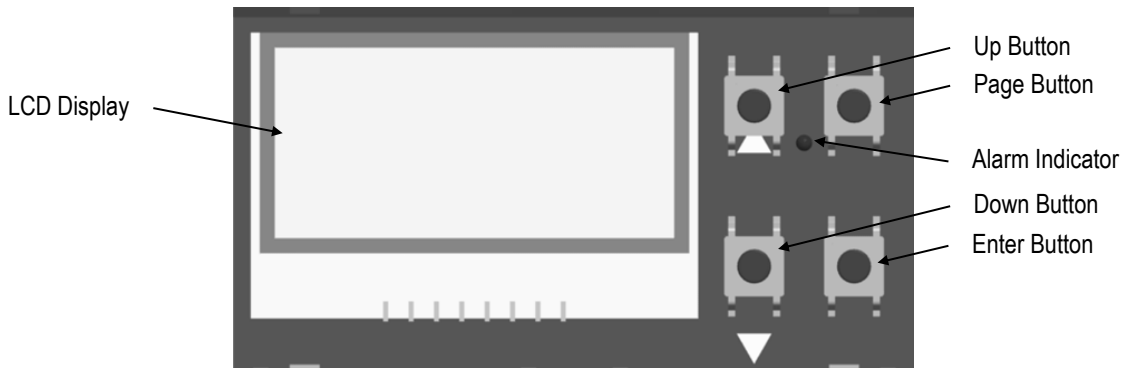 Up Button
Page Button
LCD Display
Alarm Indicator
Down Button
Enter Button